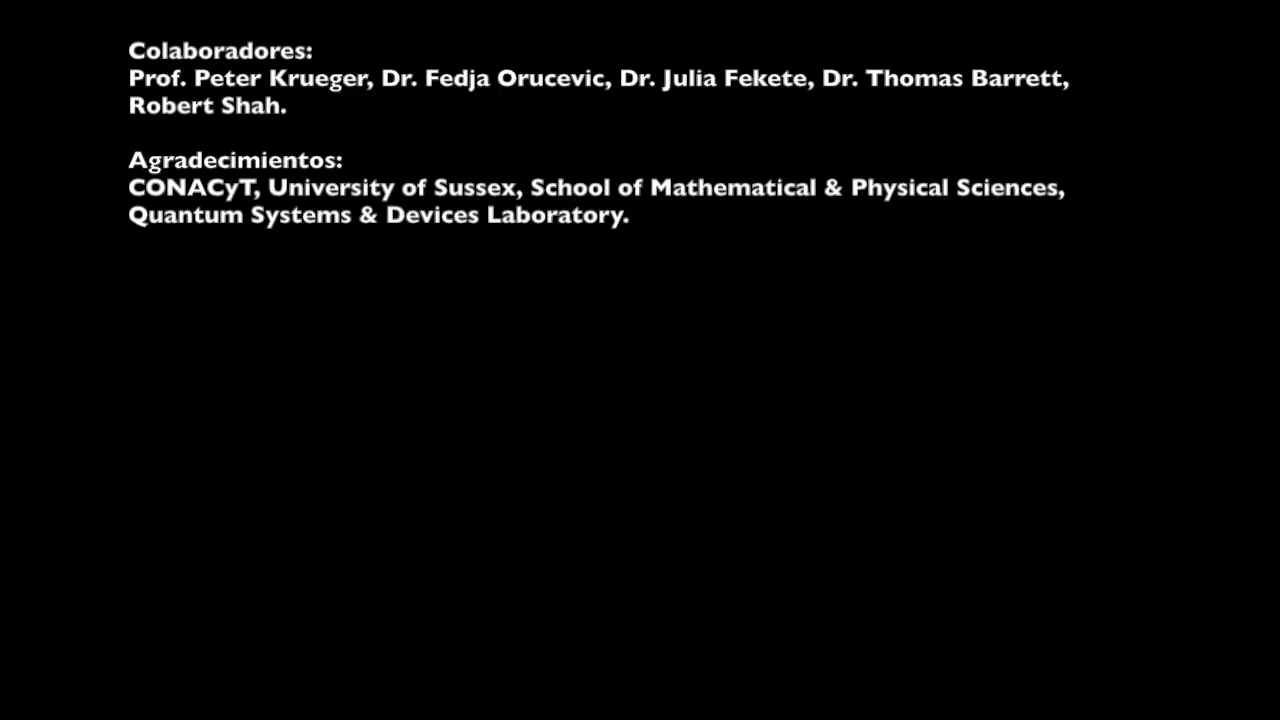 Colaboradores:
Prof. Peter Krueger, Dr. Fedja Orucevic, Dr. Julia Fekete, Dr. Thomas Barrett,
Robert Shah.
Agradecimientos:
CONACyT, University of Sussex, School of Mathematical & Physical Sciences,
Quantum Systems & Devices Laboratory.